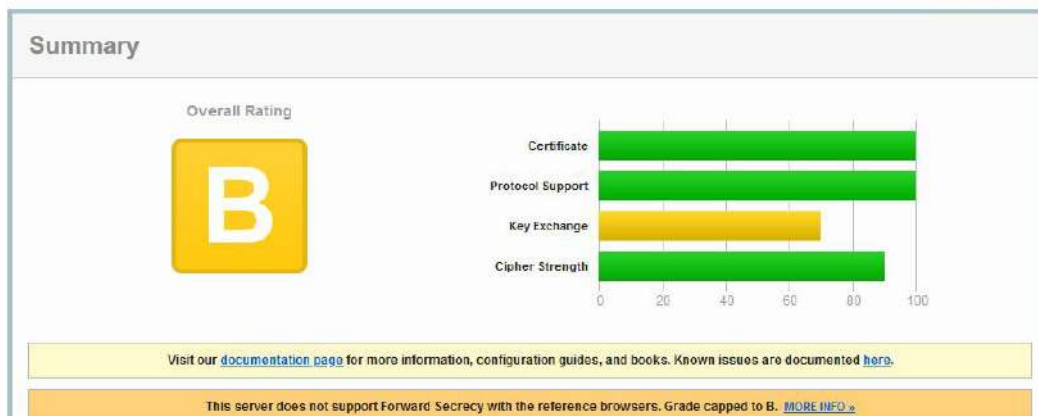 Summary
Overall Rating
B
Certificate
Protocol Support
Key Exchange
Cipher Strength
0 20 40 60 80 100
Visit our documentation page for more information, configuration guides, and books. Known issues are documented here.
This server does not support Forward Secrecy with the reference browsers. Grade capped to B. MORE INFO »